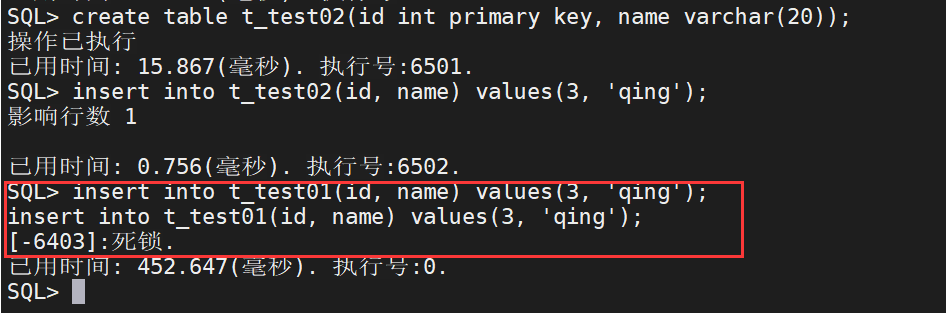 SQL> create table t_test02(id int primary key, name varchar(20));
操作已执行
已用时间: 15.867(毫秒). 执行号:6501.
SQL> insert into t_test02(id, name) values(3, 'qing');
影响行数 1
已用时间: 0.756(毫秒). 执行号:6502.
SQL> insert into t_test01(id, name) values(3, 'qing');
insert into t_test01(id, name) values(3, 'qing');
[-6403]:死锁.
已用时间: 452.647(毫秒). 执行号:0.
SQL>